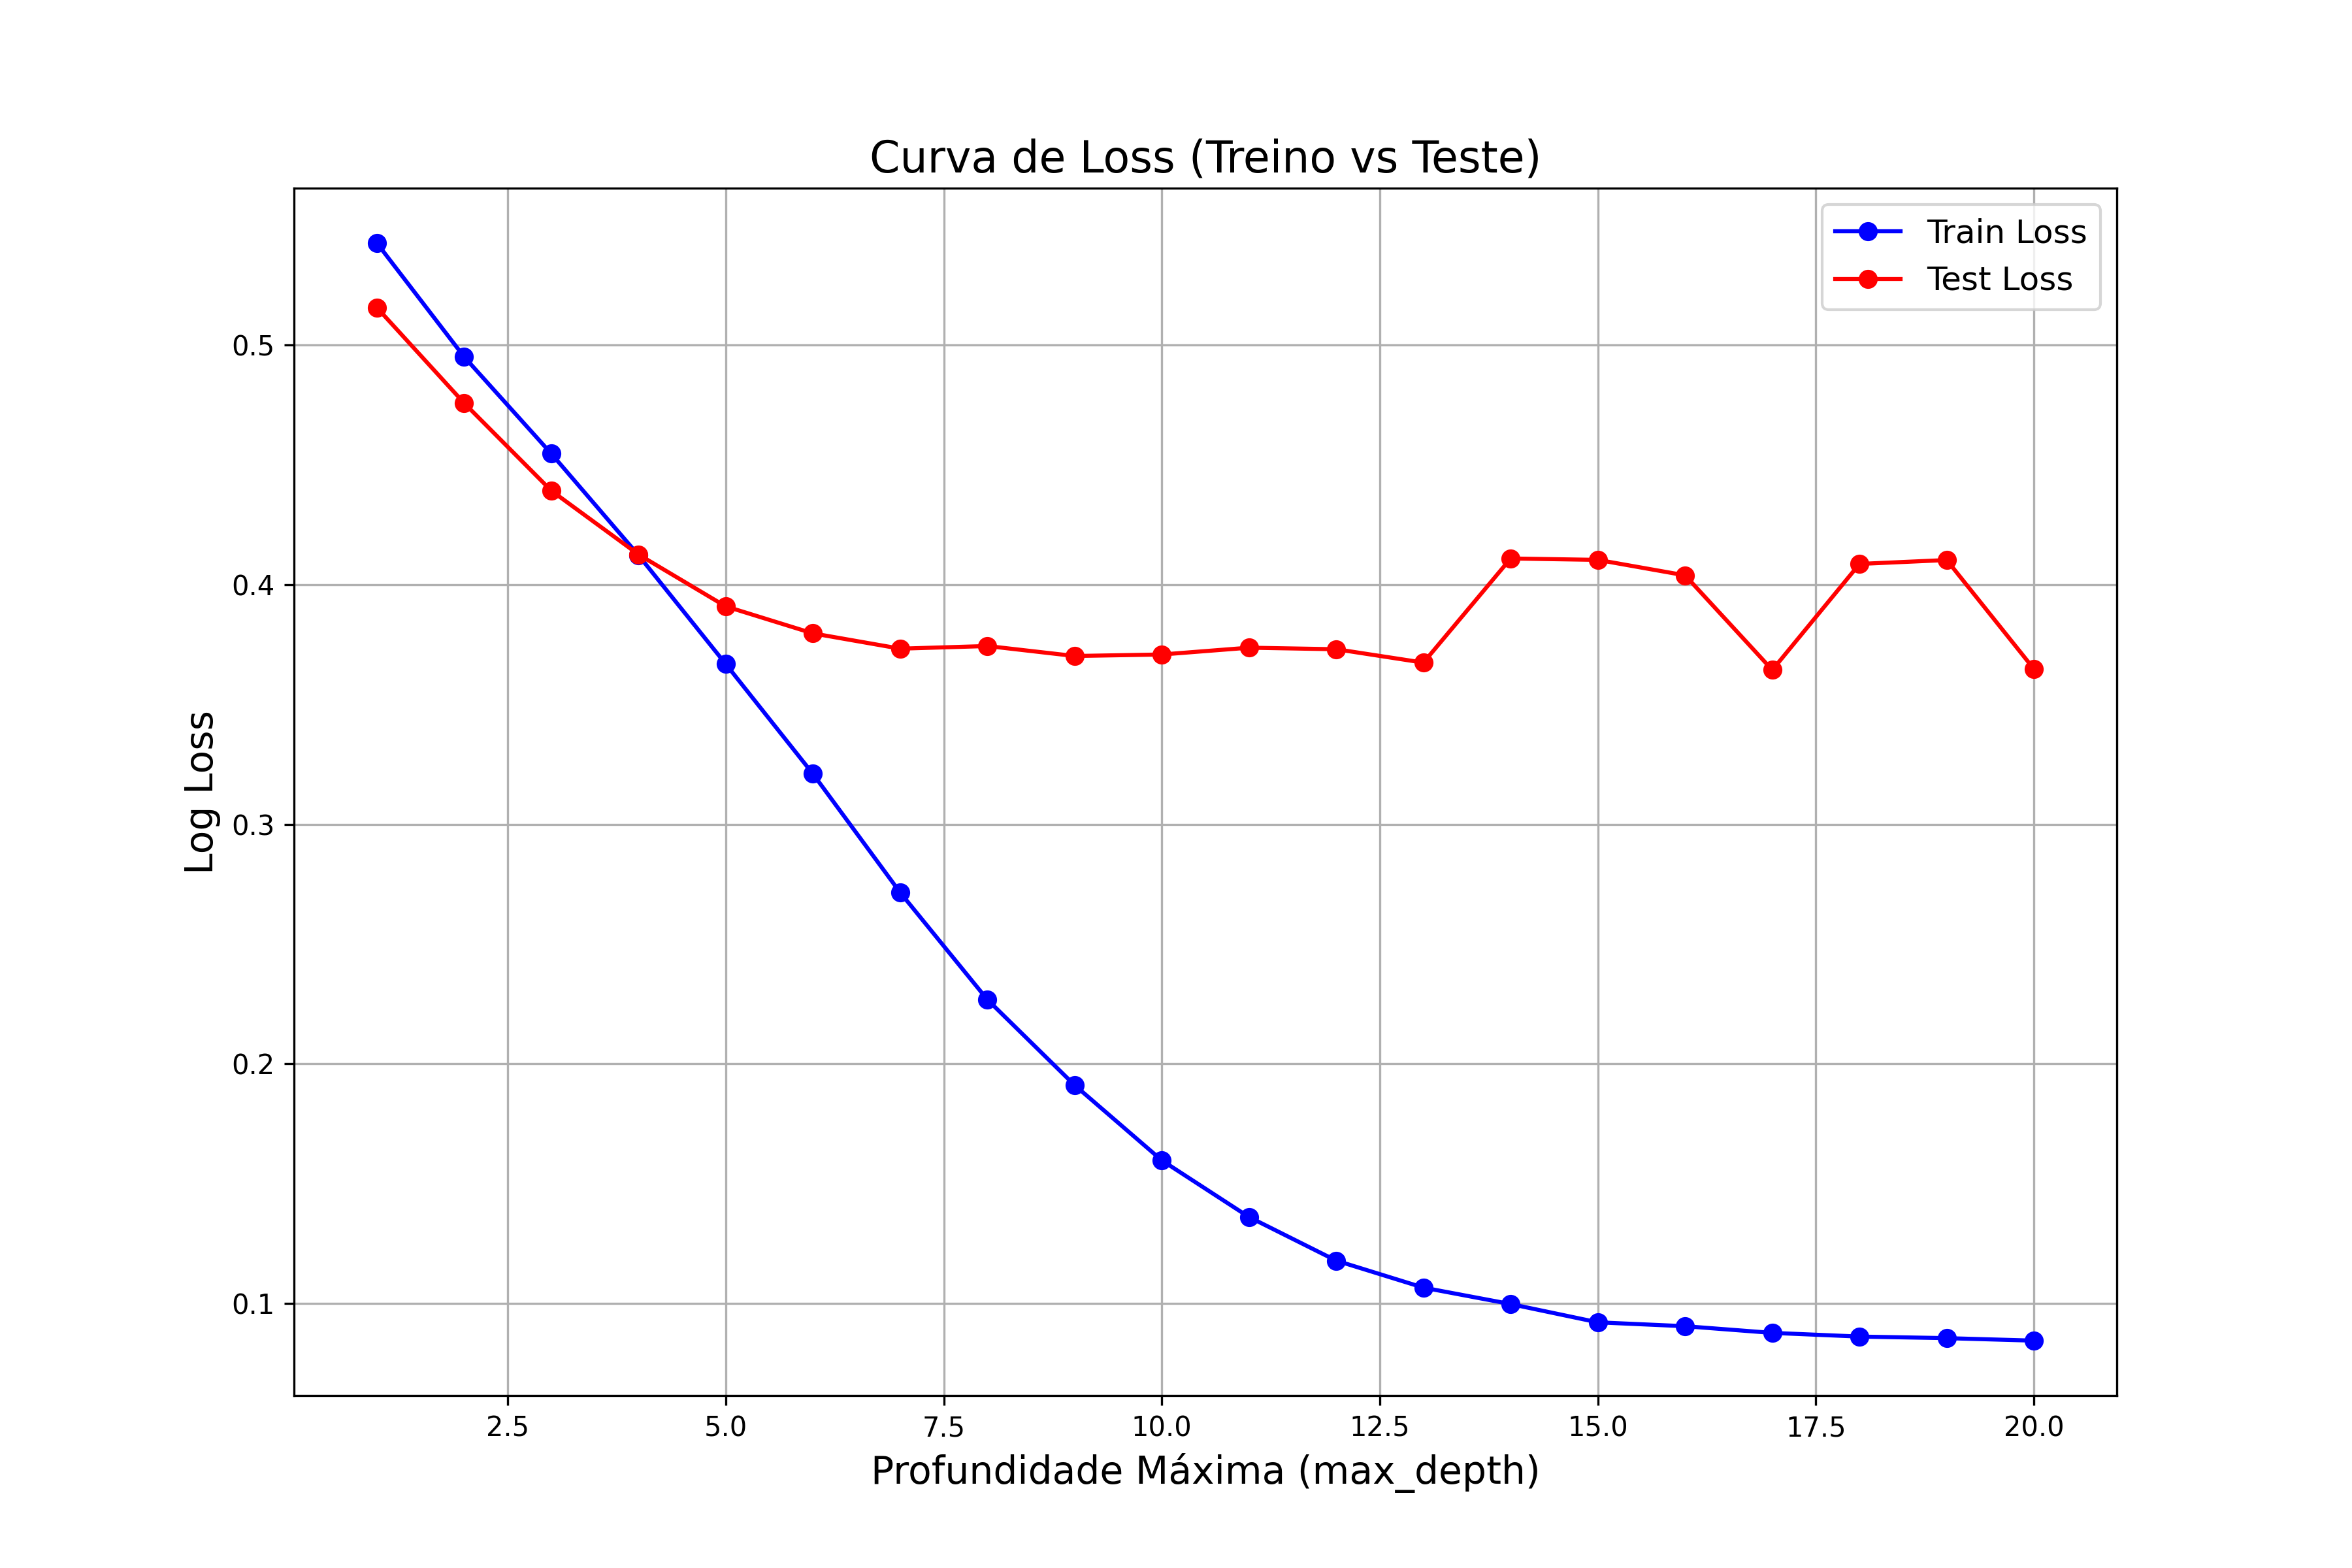 Curva de Loss (Treino vs Teste)
Train Loss
Test Loss
Log Loss
0.5
0.4
0.3
0.2
0.1
2.5 5.0 7.5 10.0 12.5 15.0 17.5 20.0
Profundidade Máxima (max_depth)